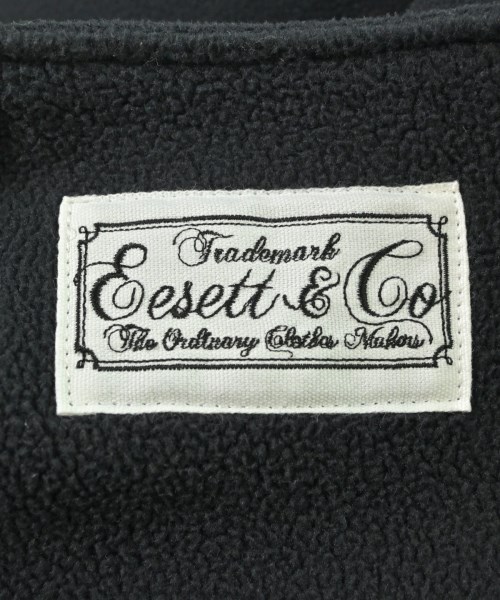 Trademark
Eesett & Co
The Ordinary Clothes Makers